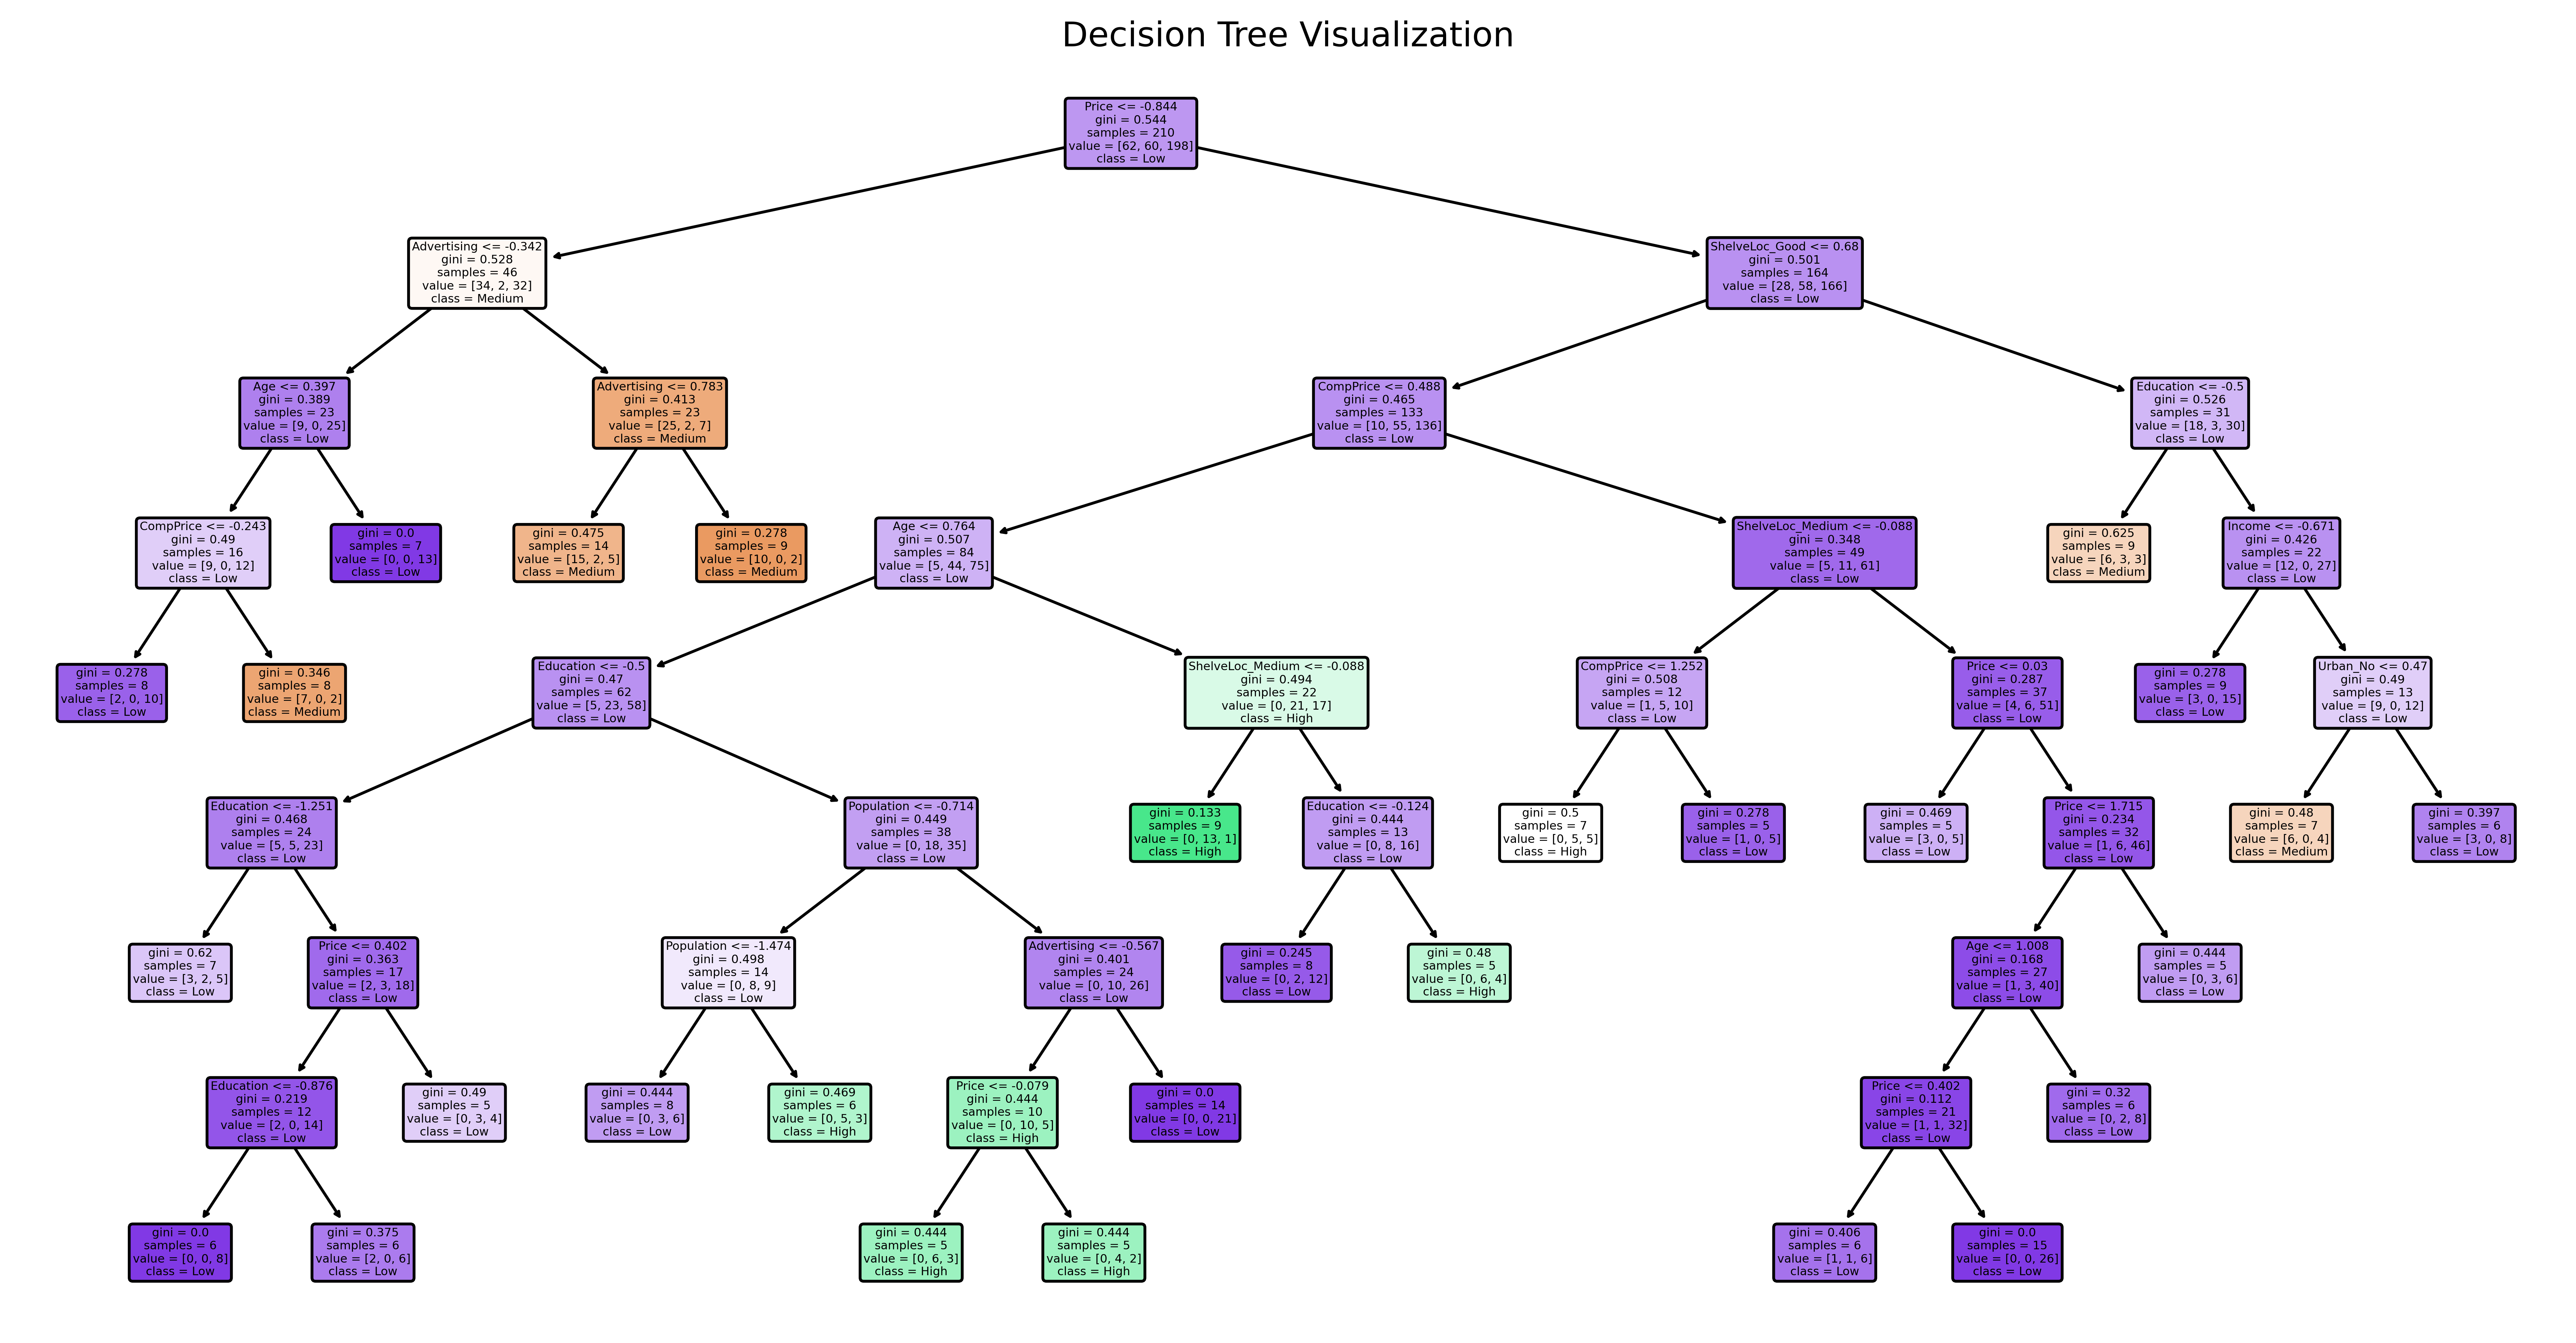 Decision Tree Visualization
Price <= -0.844
gini = 0.544
samples = 210
value = [62, 60, 198]
class = Low
Advertising <= -0.342
gini = 0.528
samples = 46
value = [34, 2, 32]
class = Medium
ShelveLoc_Good <= 0.68
gini = 0.501
samples = 164
value = [28, 58, 166]
class = Low
Age <= 0.397
gini = 0.389
samples = 23
value = [9, 0, 25]
class = Low
Advertising <= 0.783
gini = 0.413
samples = 23
value = [25, 2, 7]
class = Medium
CompPrice <= 0.488
gini = 0.465
samples = 133
value = [10, 55, 136]
class = Low
Education <= -0.5
gini = 0.526
samples = 31
value = [18, 3, 30]
class = Low
CompPrice <= -0.243
gini = 0.49
samples = 16
value = [9, 0, 12]
class = Low
gini = 0.0
samples = 7
value = [0, 0, 13]
class = Low
gini = 0.475
samples = 14
value = [15, 2, 5]
class = Medium
gini = 0.278
samples = 9
value = [10, 0, 2]
class = Medium
Age <= 0.764
gini = 0.507
samples = 84
value = [5, 44, 75]
class = Low
ShelveLoc_Medium <= -0.088
gini = 0.348
samples = 49
value = [5, 11, 61]
class = Low
gini = 0.625
samples = 9
value = [6, 3, 3]
class = Medium
Income <= -0.671
gini = 0.426
samples = 22
value = [12, 0, 27]
class = Low
gini = 0.278
samples = 8
value = [2, 0, 10]
class = Low
gini = 0.346
samples = 8
value = [7, 0, 2]
class = Medium
Education <= -0.5
gini = 0.47
samples = 62
value = [5, 23, 58]
class = Low
ShelveLoc_Medium <= -0.088
gini = 0.494
samples = 22
value = [0, 21, 17]
class = High
CompPrice <= 1.252
gini = 0.508
samples = 12
value = [1, 5, 10]
class = Low
Price <= 0.03
gini = 0.287
samples = 37
value = [4, 6, 51]
class = Low
gini = 0.278
samples = 9
value = [3, 0, 15]
class = Low
Urban_No <= 0.47
gini = 0.49
samples = 13
value = [9, 0, 12]
class = Low
Education <= -1.251
gini = 0.468
samples = 24
value = [5, 5, 23]
class = Low
Population <= -0.714
gini = 0.449
samples = 38
value = [0, 18, 35]
class = Low
gini = 0.133
samples = 9
value = [0, 13, 1]
class = High
Education <= -0.124
gini = 0.444
samples = 13
value = [0, 8, 16]
class = Low
gini = 0.5
samples = 7
value = [0, 5, 5]
class = High
gini = 0.278
samples = 5
value = [1, 0, 5]
class = Low
gini = 0.469
samples = 5
value = [3, 0, 5]
class = Low
Price <= 1.715
gini = 0.234
samples = 32
value = [1, 6, 46]
class = Low
gini = 0.48
samples = 7
value = [6, 0, 4]
class = Medium
gini = 0.397
samples = 6
value = [3, 0, 8]
class = Low
gini = 0.62
samples = 7
value = [3, 2, 5]
class = Low
Price <= 0.402
gini = 0.363
samples = 17
value = [2, 3, 18]
class = Low
Population <= -1.474
gini = 0.498
samples = 14
value = [0, 8, 9]
class = Low
Advertising <= -0.567
gini = 0.401
samples = 24
value = [0, 10, 26]
class = Low
gini = 0.245
samples = 8
value = [0, 2, 12]
class = Low
gini = 0.48
samples = 5
value = [0, 6, 4]
class = High
Age <= 1.008
gini = 0.168
samples = 27
value = [1, 3, 40]
class = Low
gini = 0.444
samples = 5
value = [0, 3, 6]
class = Low
Education <= -0.876
gini = 0.219
samples = 12
value = [2, 0, 14]
class = Low
gini = 0.49
samples = 5
value = [0, 3, 4]
class = Low
gini = 0.444
samples = 8
value = [0, 3, 6]
class = Low
gini = 0.469
samples = 6
value = [0, 5, 3]
class = High
Price <= -0.079
gini = 0.444
samples = 10
value = [0, 10, 5]
class = High
gini = 0.0
samples = 14
value = [0, 0, 21]
class = Low
Price <= 0.402
gini = 0.112
samples = 21
value = [1, 1, 32]
class = Low
gini = 0.32
samples = 6
value = [0, 2, 8]
class = Low
gini = 0.0
samples = 6
value = [0, 0, 8]
class = Low
gini = 0.375
samples = 6
value = [2, 0, 6]
class = Low
gini = 0.444
samples = 5
value = [0, 6, 3]
class = High
gini = 0.444
samples = 5
value = [0, 4, 2]
class = High
gini = 0.406
samples = 6
value = [1, 1, 6]
class = Low
gini = 0.0
samples = 15
value = [0, 0, 26]
class = Low